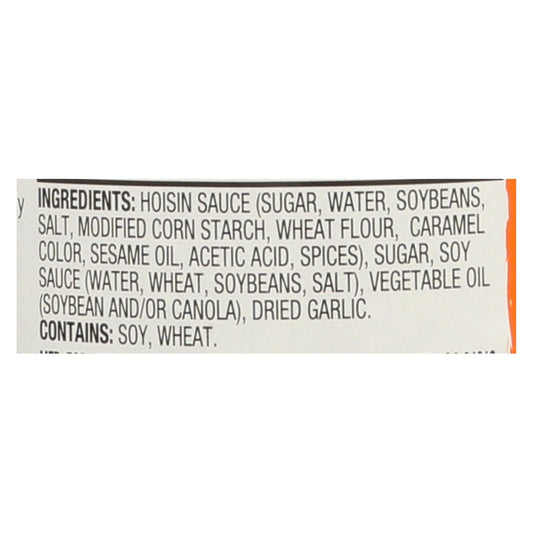 y
INGREDIENTS: HOISIN SAUCE (SUGAR, WATER, SOYBEANS,
SALT, MODIFIED CORN STARCH, WHEAT FLOUR, CARAMEL
COLOR, SESAME OIL, ACETIC ACID, SPICES), SUGAR, SOY
SAUCE (WATER, WHEAT, SOYBEANS, SALT), VEGETABLE OIL
(SOYBEAN AND/OR CANOLA), DRIED GARLIC.
CONTAINS: SOY, WHEAT.